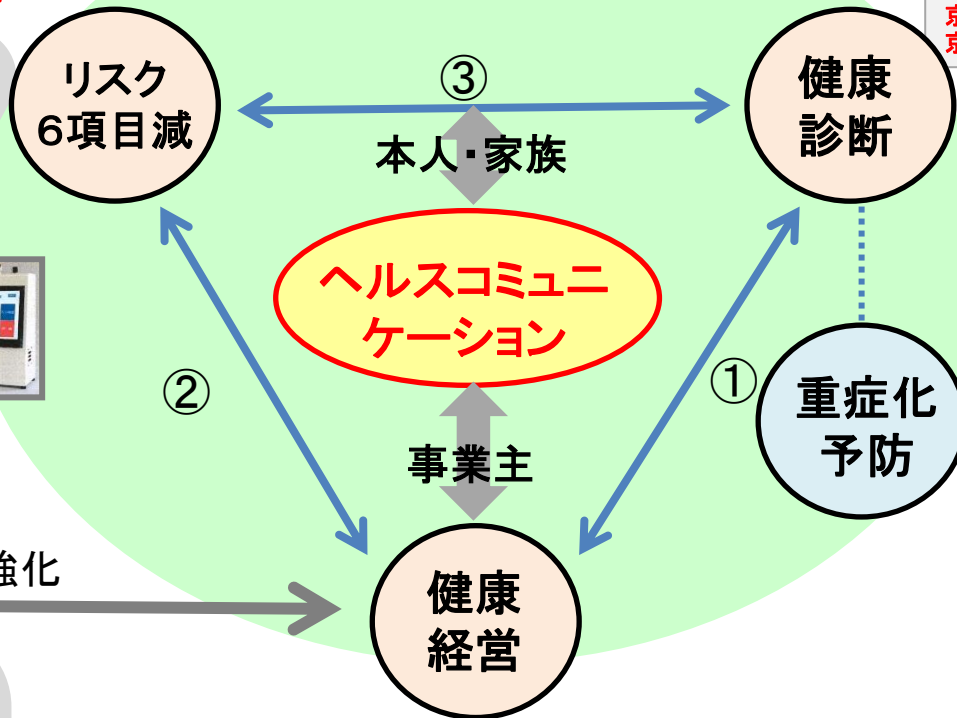 リスク
６項目減
③
健康
診断
本人・家族
ヘルスコミュニ
ケーション
②
①
重症化
予防
事業主
強化
健康
経営